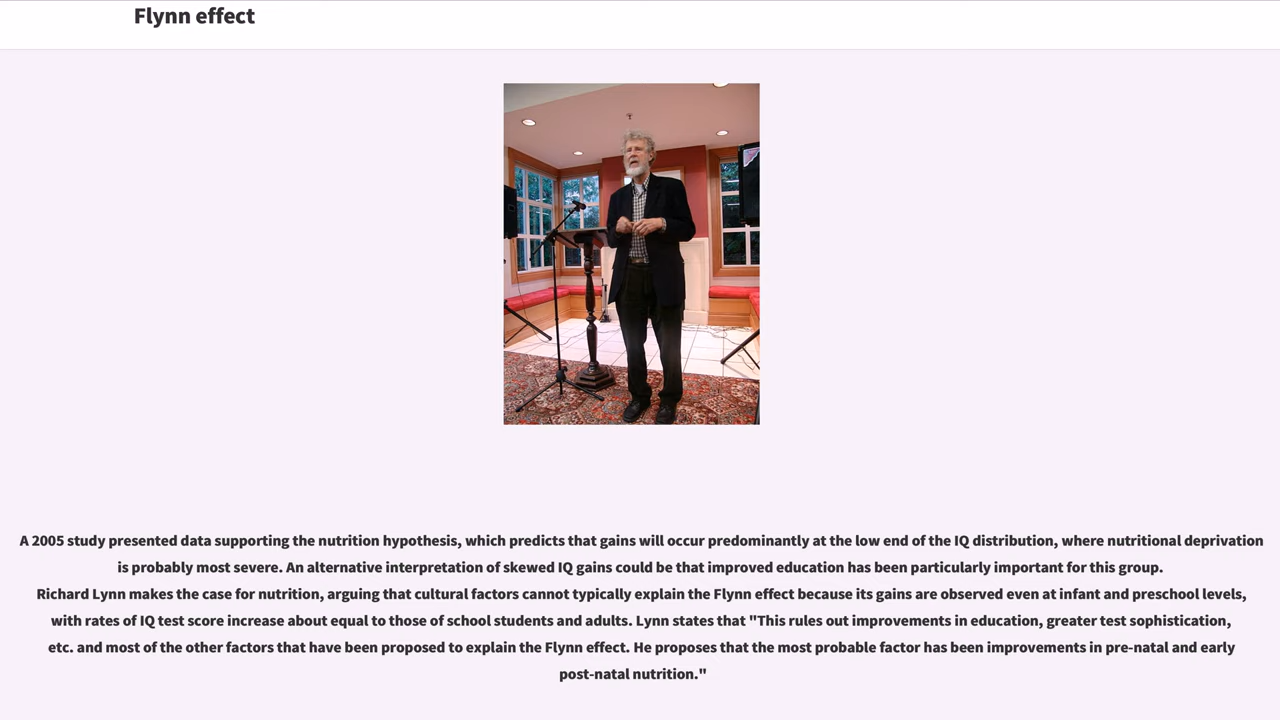 Flynn effect
A 2005 study presented data supporting the nutrition hypothesis, which predicts that gains will occur predominantly at the low end of the IQ distribution, where nutritional deprivation
is probably most severe. An alternative interpretation of skewed IQ gains could be that improved education has been particularly important for this group.
Richard Lynn makes the case for nutrition, arguing that cultural factors cannot typically explain the Flynn effect because its gains are observed even at infant and preschool levels,
with rates of IQ test score increase about equal to those of school students and adults. Lynn states that "This rules out improvements in education, greater test sophistication,
etc. and most of the other factors that have been proposed to explain the Flynn effect. He proposes that the most probable factor has been improvements in pre-natal and early
post-natal nutrition."